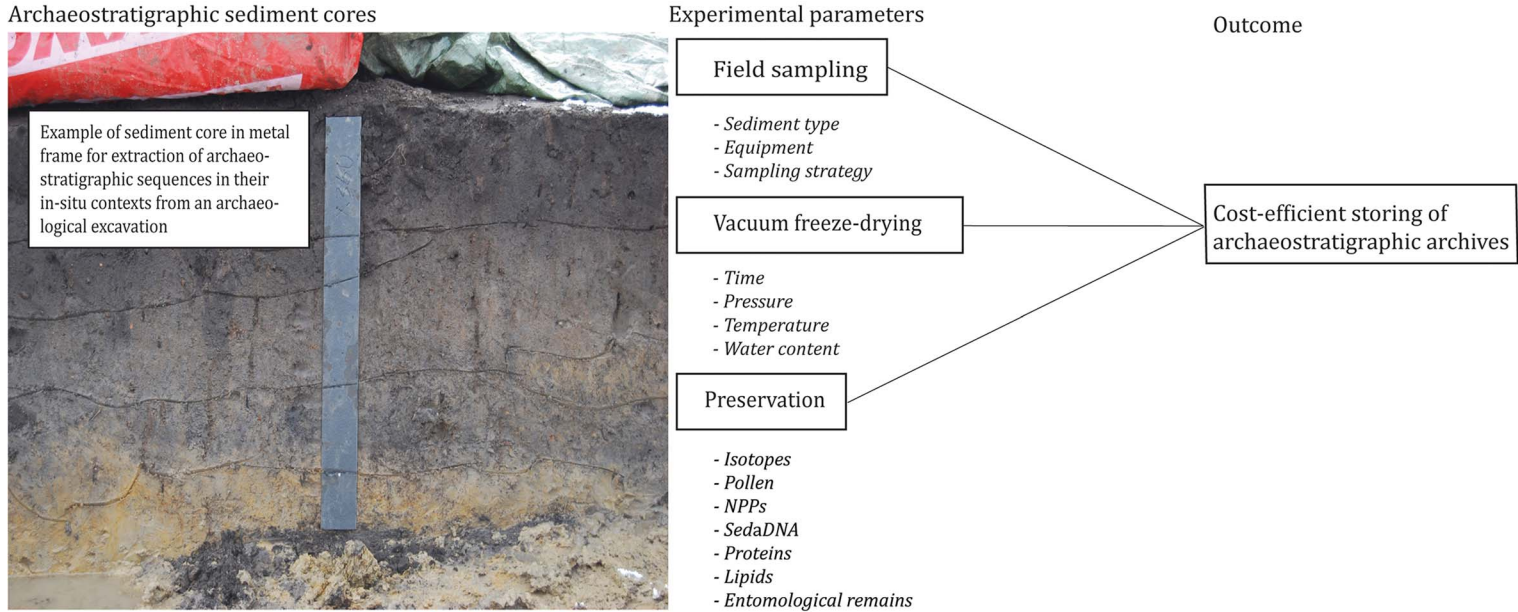 Archaeostratigraphic sediment cores
Example of sediment core in metal
frame for extraction of archaeo-
stratigraphic sequences in their
in-situ contexts from an archaeo-
logical excavation
Experimental parameters
Field sampling
- Sediment type
- Equipment
- Sampling strategy
Vacuum freeze-drying
- Time
- Pressure
- Temperature
- Water content
Preservation
- Isotopes
- Pollen
- NPPs
- SedaDNA
- Proteins
- Lipids
- Entomological remains
Outcome
Cost-efficient storing of
archaeostratigraphic archives